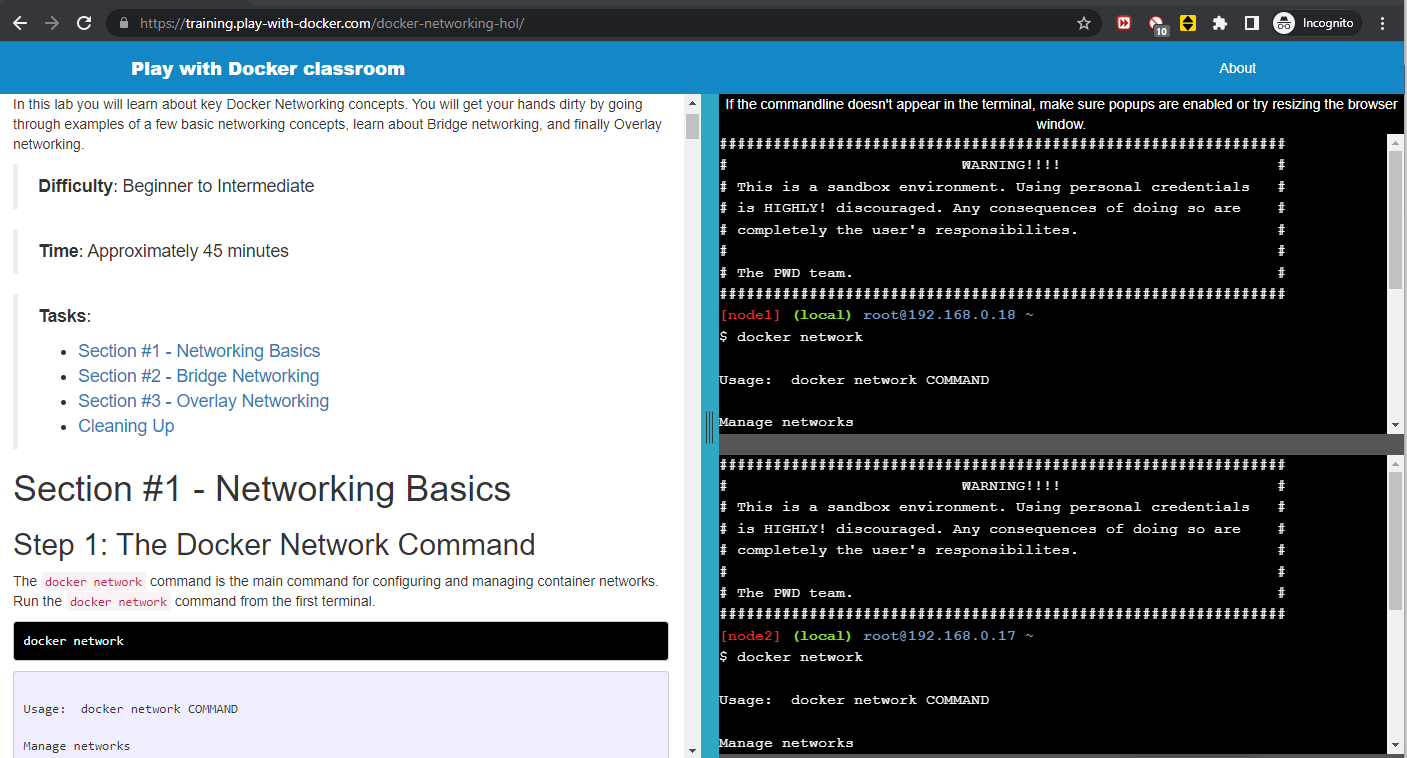 https://training.play-with-docker.com/docker-networking-hol/
10
Incognito
Play with Docker classroom
About
In this lab you will learn about key Docker Networking concepts. You will get your hands dirty by going
through examples of a few basic networking concepts, learn about Bridge networking, and finally Overlay
networking.
Difficulty: Beginner to Intermediate
Time: Approximately 45 minutes
Tasks:
• Section #1 - Networking Basics
• Section #2 - Bridge Networking
• Section #3 - Overlay Networking
• Cleaning Up
Section #1 - Networking Basics
Step 1: The Docker Network Command
The docker network command is the main command for configuring and managing container networks.
Run the docker network command from the first terminal.
docker network
Usage:  docker network COMMAND
Manage networks
If the commandline doesn't appear in the terminal, make sure popups are enabled or try resizing the browser
window.
###############################################################
#                          WARNING!!!!                        #
# This is a sandbox environment. Using personal credentials   #
# is HIGHLY! discouraged. Any consequences of doing so are    #
# completely the user's responsibilites.                      #
#                                                             #
# The PWD team.                                               #
###############################################################
[node1] (local) root@192.168.0.18 ~
$ docker network
Usage:  docker network COMMAND
Manage networks
###############################################################
#                          WARNING!!!!                        #
# This is a sandbox environment. Using personal credentials   #
# is HIGHLY! discouraged. Any consequences of doing so are    #
# completely the user's responsibilites.                      #
#                                                             #
# The PWD team.                                               #
###############################################################
[node2] (local) root@192.168.0.17 ~
$ docker network
Usage:  docker network COMMAND
Manage networks